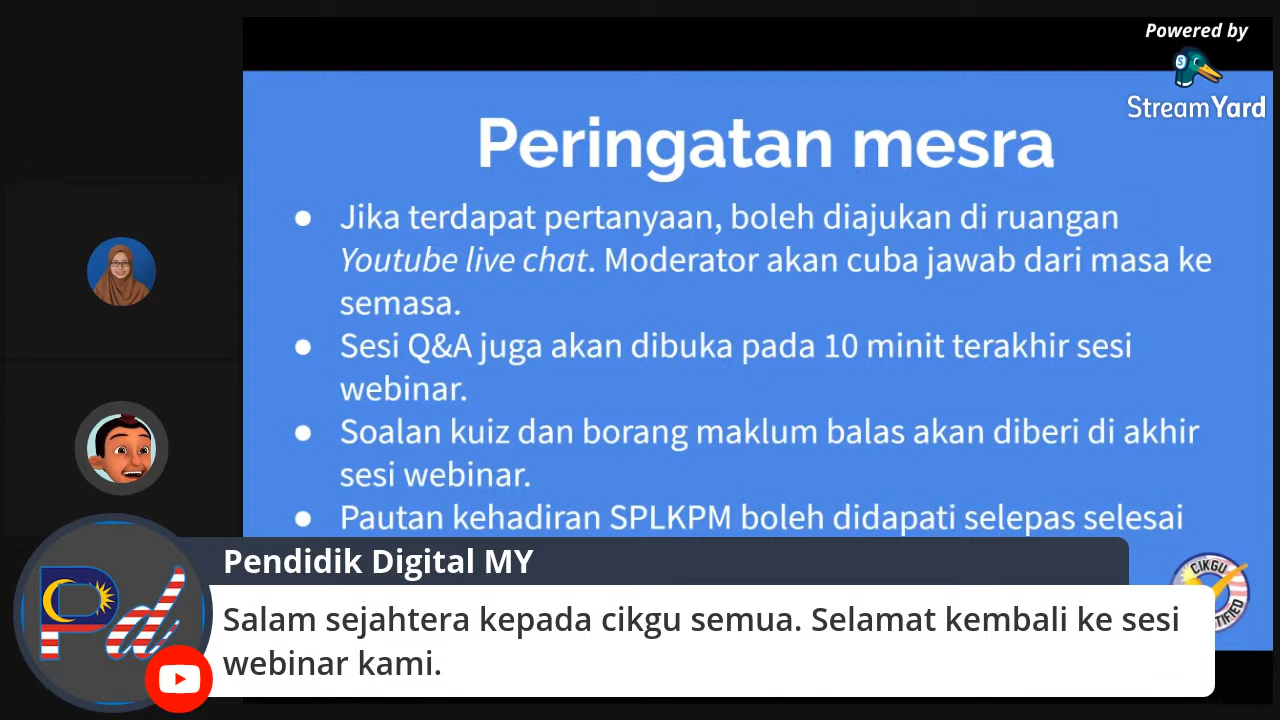 Powered by
StreamYard
Peringatan mesra
● Jika terdapat pertanyaan, boleh diajukan di ruangan
Youtube live chat. Moderator akan cuba jawab dari masa ke
semasa.
● Sesi Q&A juga akan dibuka pada 10 minit terakhir sesi
webinar.
● Soalan kuiz dan borang maklum balas akan diberi di akhir
sesi webinar.
● Pautan kehadiran SPLKPM boleh didapati selepas selesai
CIKGU
Pd
Pendidik Digital MY
Salam sejahtera kepada cikgu semua. Selamat kembali ke sesi
webinar kami.